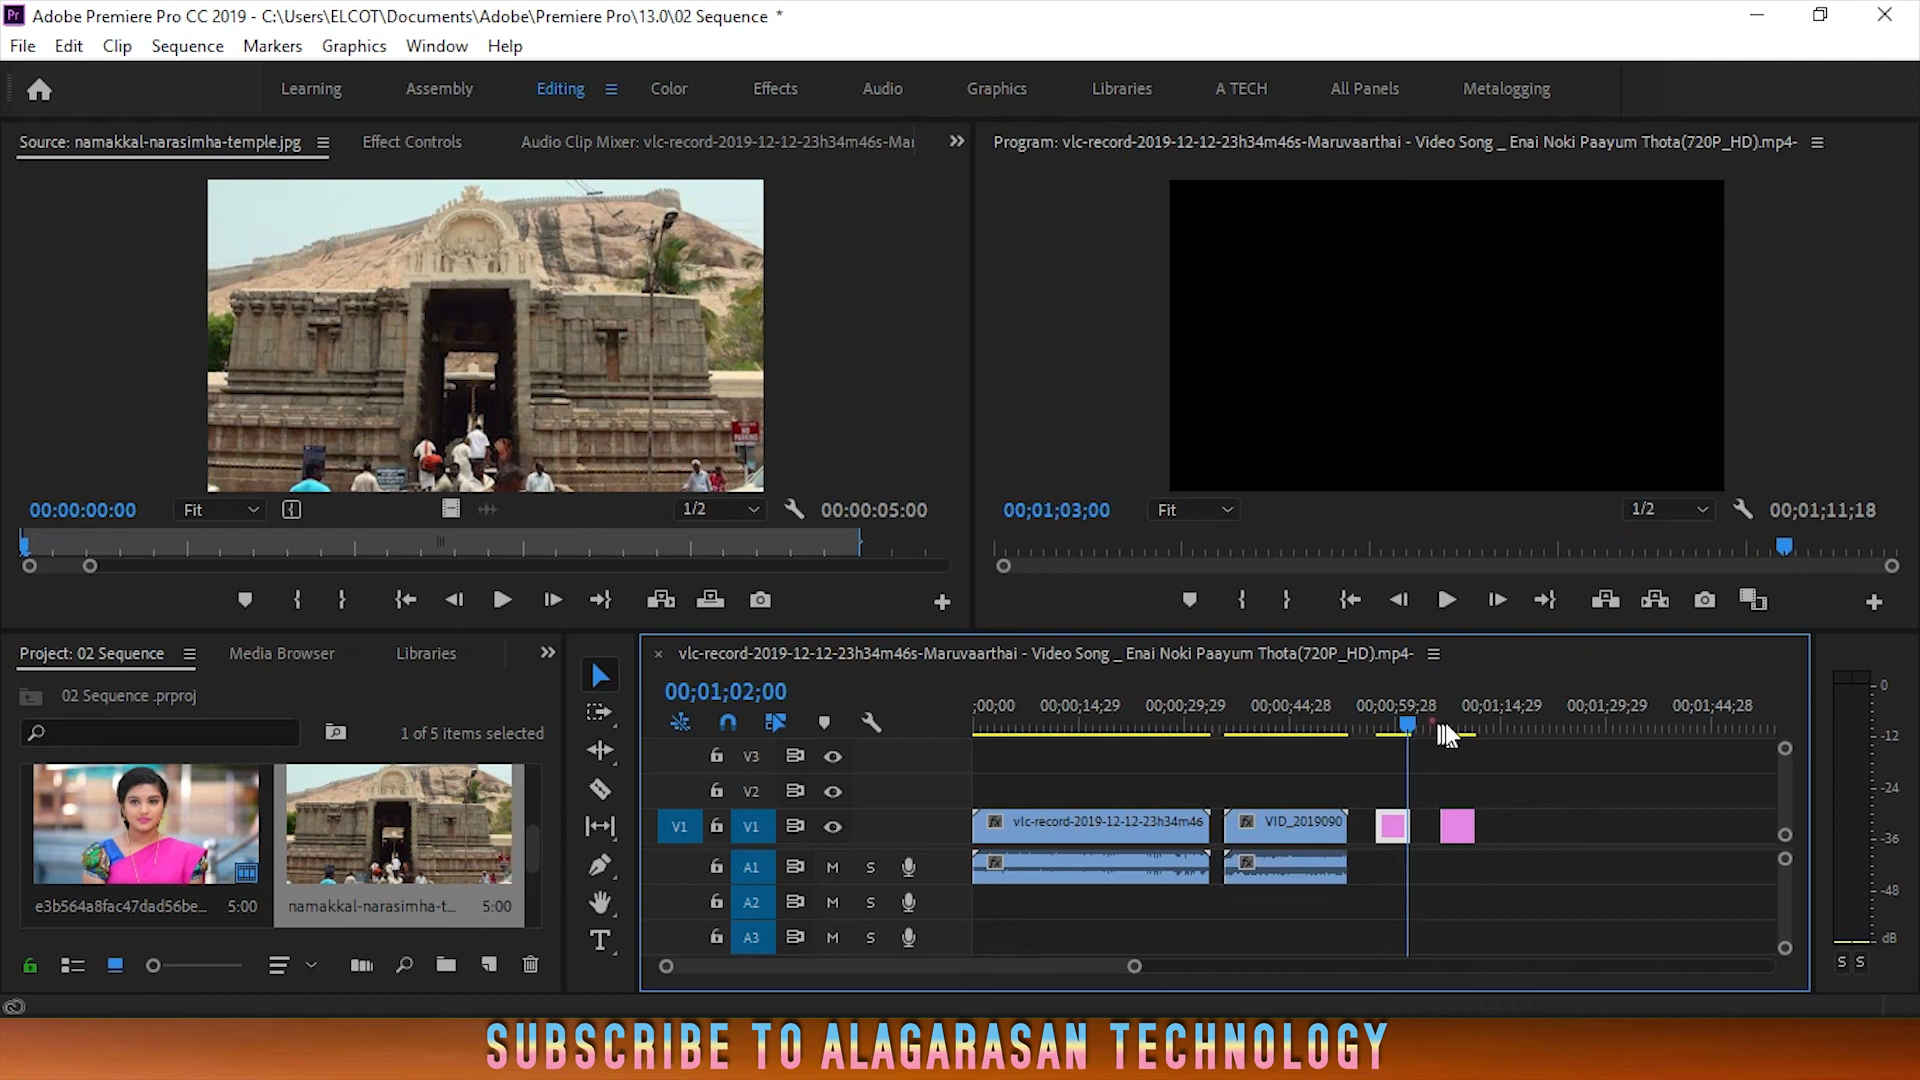 Adobe Premiere Pro CC 2019 - C:\Users\ELCOT\Documents\Adobe\Premiere Pro\13.0\02 Sequence *
File Edit Clip Sequence Markers Graphics Window Help
Learning Assembly Editing Color Effects Audio Graphics Libraries A TECH All Panels Metalogging
Source: namakkal-narasimha-temple.jpg Effect Controls Audio Clip Mixer: vlc-record-2019-12-12-23h34m46s-Mar
Program: vlc-record-2019-12-12-23h34m46s-Maruvaarthai - Video Song _ Enai Noki Paayum Thota(720P_HD).mp4-
NO PARKING
00:00:00:00 Fit 1/2 00:00:05:00
00;01;03;00 Fit 1/2 00;01;11;18
Project: 02 Sequence Media Browser Libraries
02 Sequence .prproj
1 of 5 items selected
e3b564a8fac47dad56be... 5:00
namakkal-narasimha-t... 5:00
vlc-record-2019-12-12-23h34m46s-Maruvaarthai - Video Song _ Enai Noki Paayum Thota(720P_HD).mp4-
00;01;02;00
;00;00 00;00;14;29 00;00;29;29 00;00;44;28 00;00;59;28 00;01;14;29 00;01;29;29 00;01;44;28
V3
V2
V1 V1 vlc-record-2019-12-12-23h34m46 VID_2019090
A1 M S
A2 M S
A3 M S
0
-12
-24
-36
-48
dB
S S
SUBSCRIBE TO ALAGARASAN TECHNOLOGY